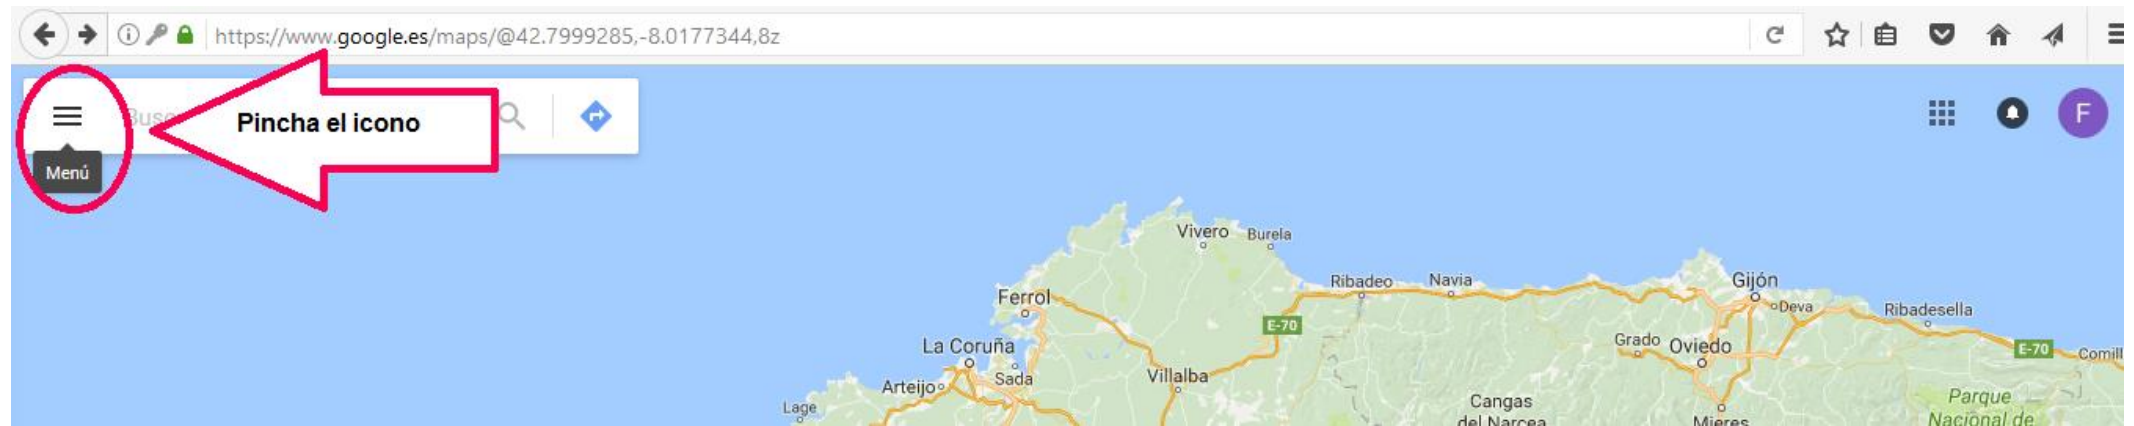 https://www.google.es/maps/@42.7999285,-8.0177344,8z
Pincha el icono
Menú
F
Vivero
Burela
Ribadeo
Navia
Gijón
Deva
Ribadesella
Ferrol
E-70
La Coruña
Grado
Oviedo
E-70
Arteijo
Sada
Villalba
Lage
Cangas
del Narcea
Mieres
Parque
Nacional de